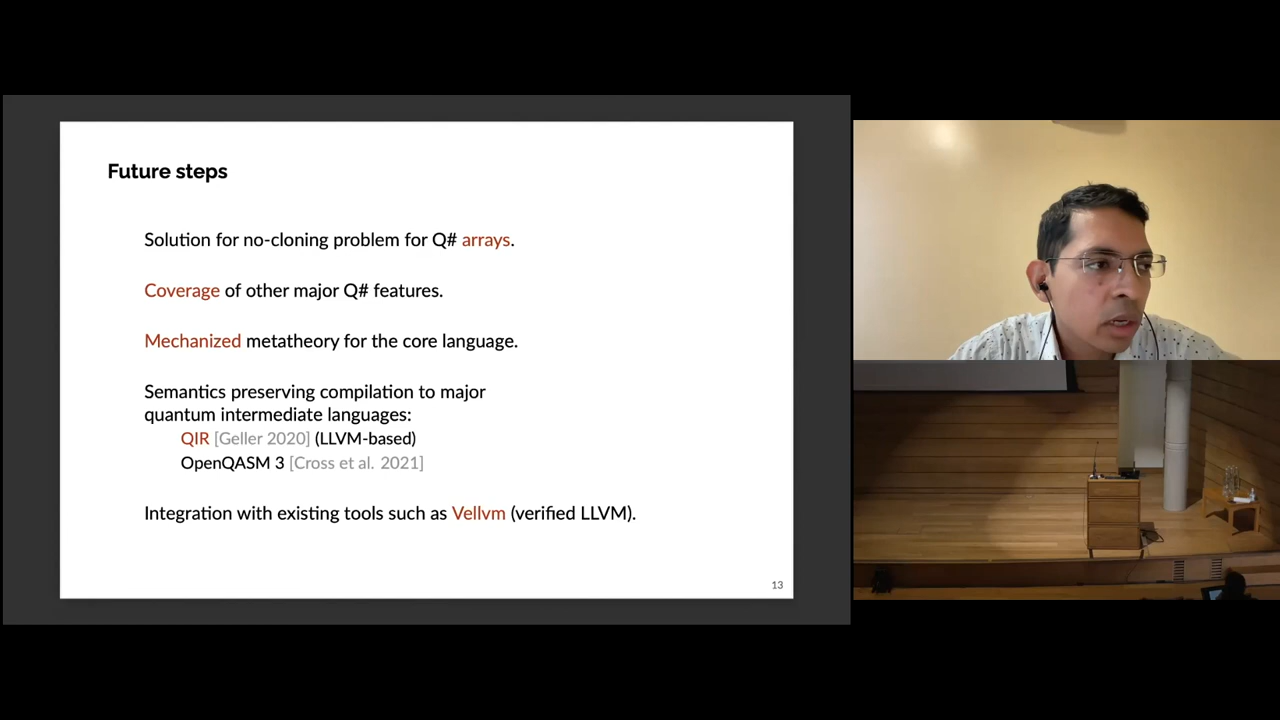 Future steps
Solution for no-cloning problem for Q# arrays.
Coverage of other major Q# features.
Mechanized metatheory for the core language.
Semantics preserving compilation to major
quantum intermediate languages:
QIR [Geller 2020] (LLVM-based)
OpenQASM 3 [Cross et al. 2021]
Integration with existing tools such as Vellvm (verified LLVM).
13